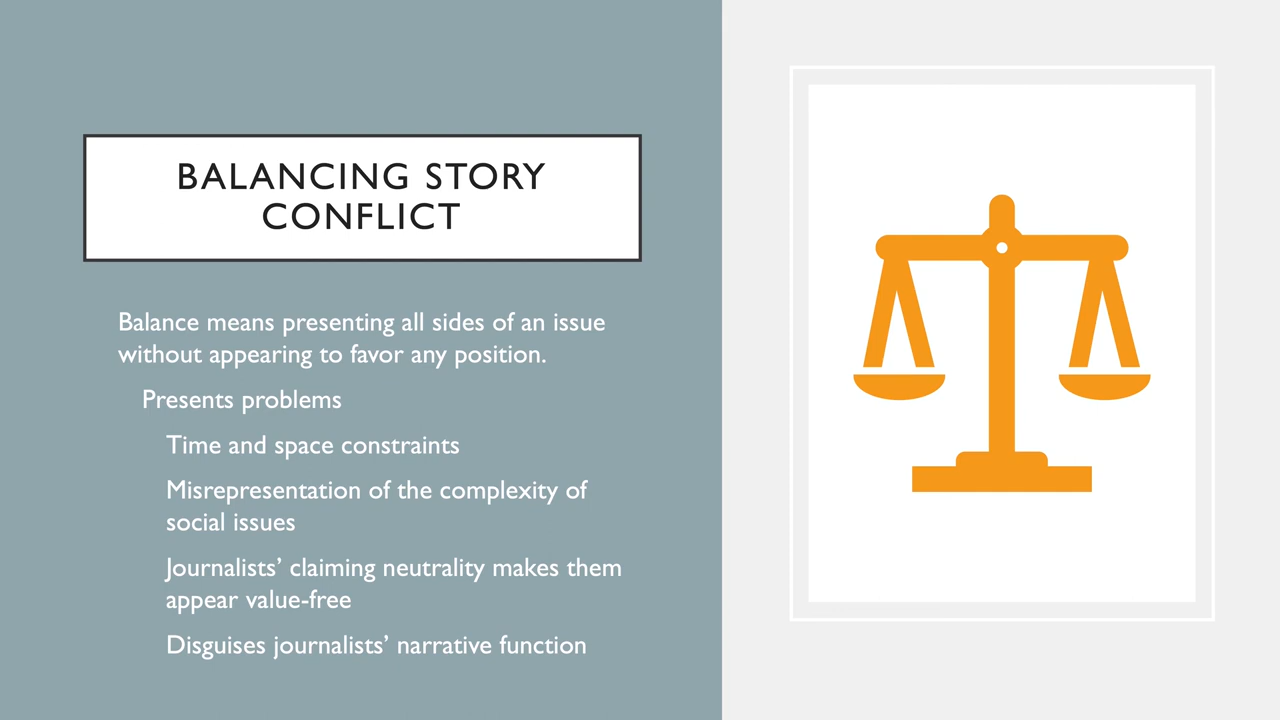 BALANCING STORY
CONFLICT
Balance means presenting all sides of an issue
without appearing to favor any position.
Presents problems
Time and space constraints
Misrepresentation of the complexity of
social issues
Journalists’ claiming neutrality makes them
appear value-free
Disguises journalists’ narrative function